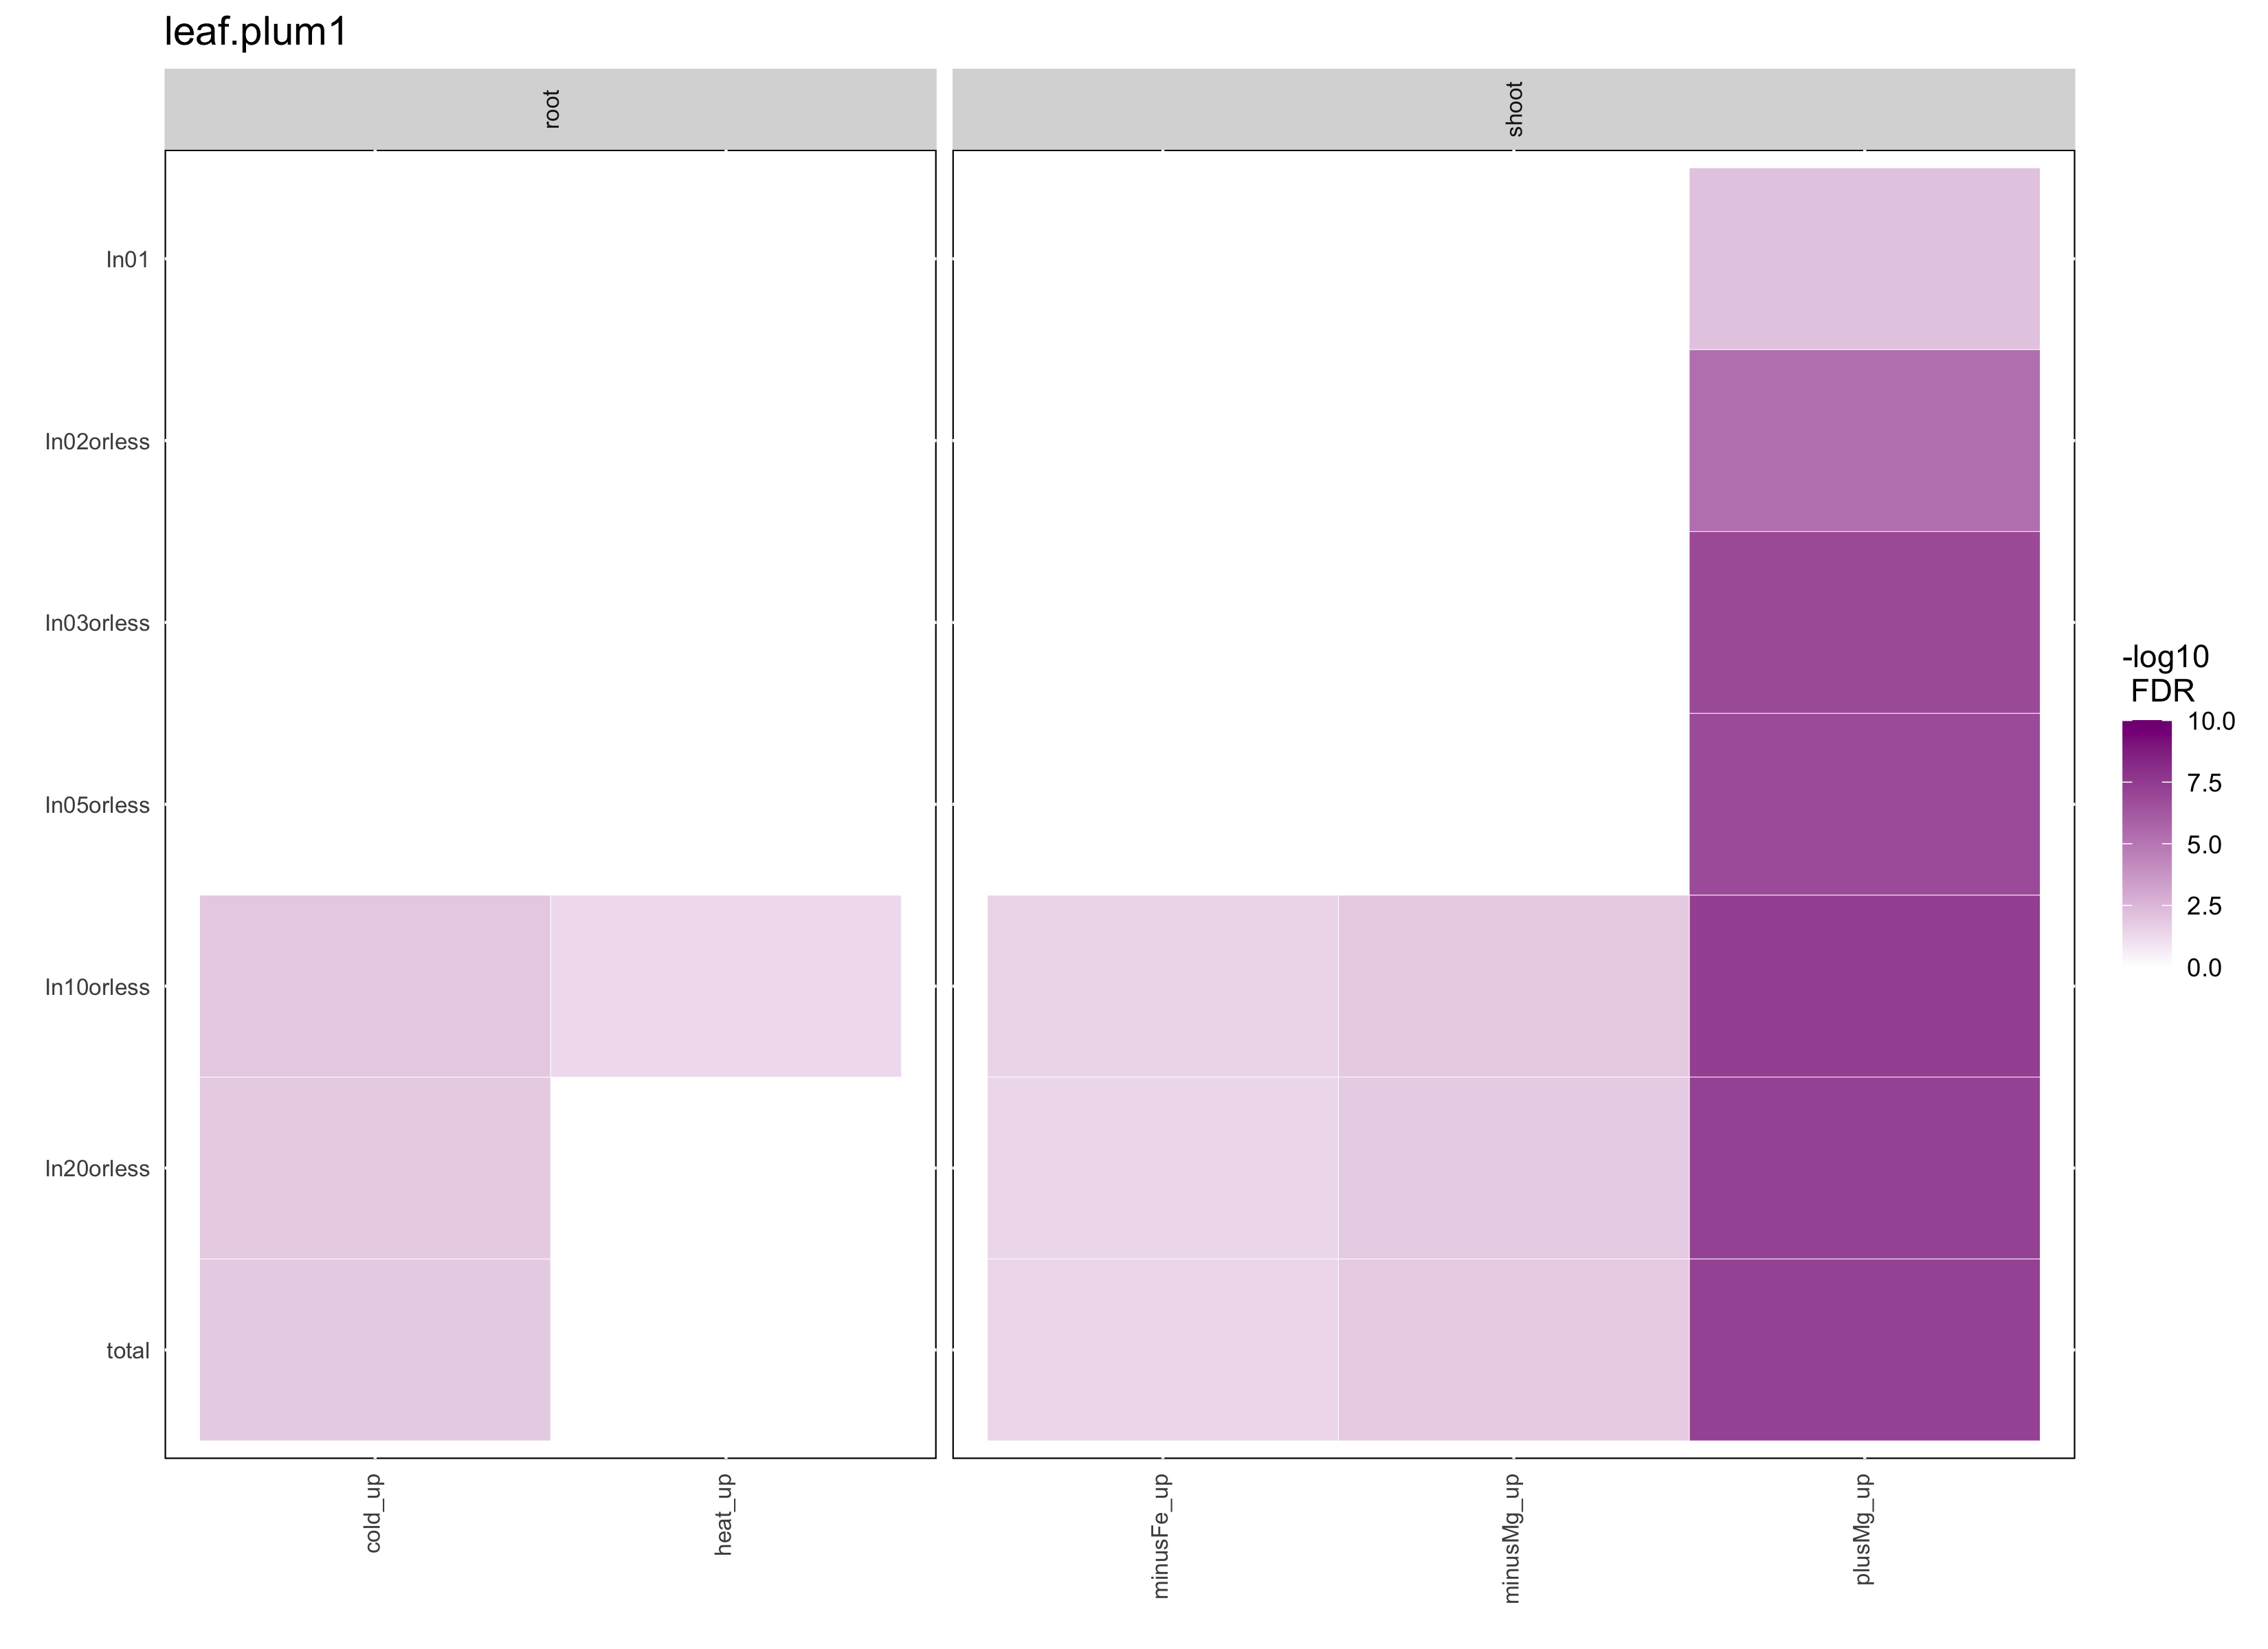 leaf.plum1
root
shoot
In01
In02orless
In03orless
In05orless
In10orless
In20orless
total
cold_up
heat_up
minusFe_up
minusMg_up
plusMg_up
-log10
FDR
10.0
7.5
5.0
2.5
0.0